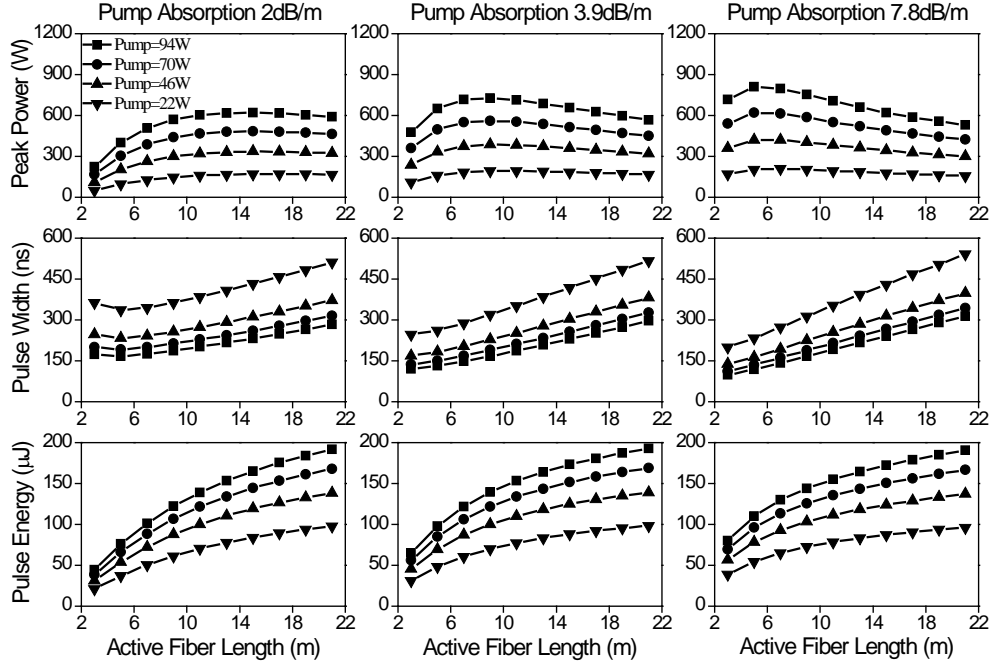 Pump Absorption 2dB/m Pump Absorption 3.9dB/m Pump Absorption 7.8dB/m
Peak Power (W)
1200
900
600
300
0
Pump=94W
Pump=70W
Pump=46W
Pump=22W
2 6 10 14 18 22
1200
900
600
300
0
2 6 10 14 18 22
1200
900
600
300
0
2 6 10 14 18 22
Pulse Width (ns)
600
450
300
150
0
2 6 10 14 18 22
600
450
300
150
0
2 6 10 14 18 22
600
450
300
150
0
2 6 10 14 18 22
Pulse Energy (μJ)
200
150
100
50
0
2 6 10 14 18 22
Active Fiber Length (m)
200
150
100
50
0
2 6 10 14 18 22
Active Fiber Length (m)
200
150
100
50
0
2 6 10 14 18 22
Active Fiber Length (m)